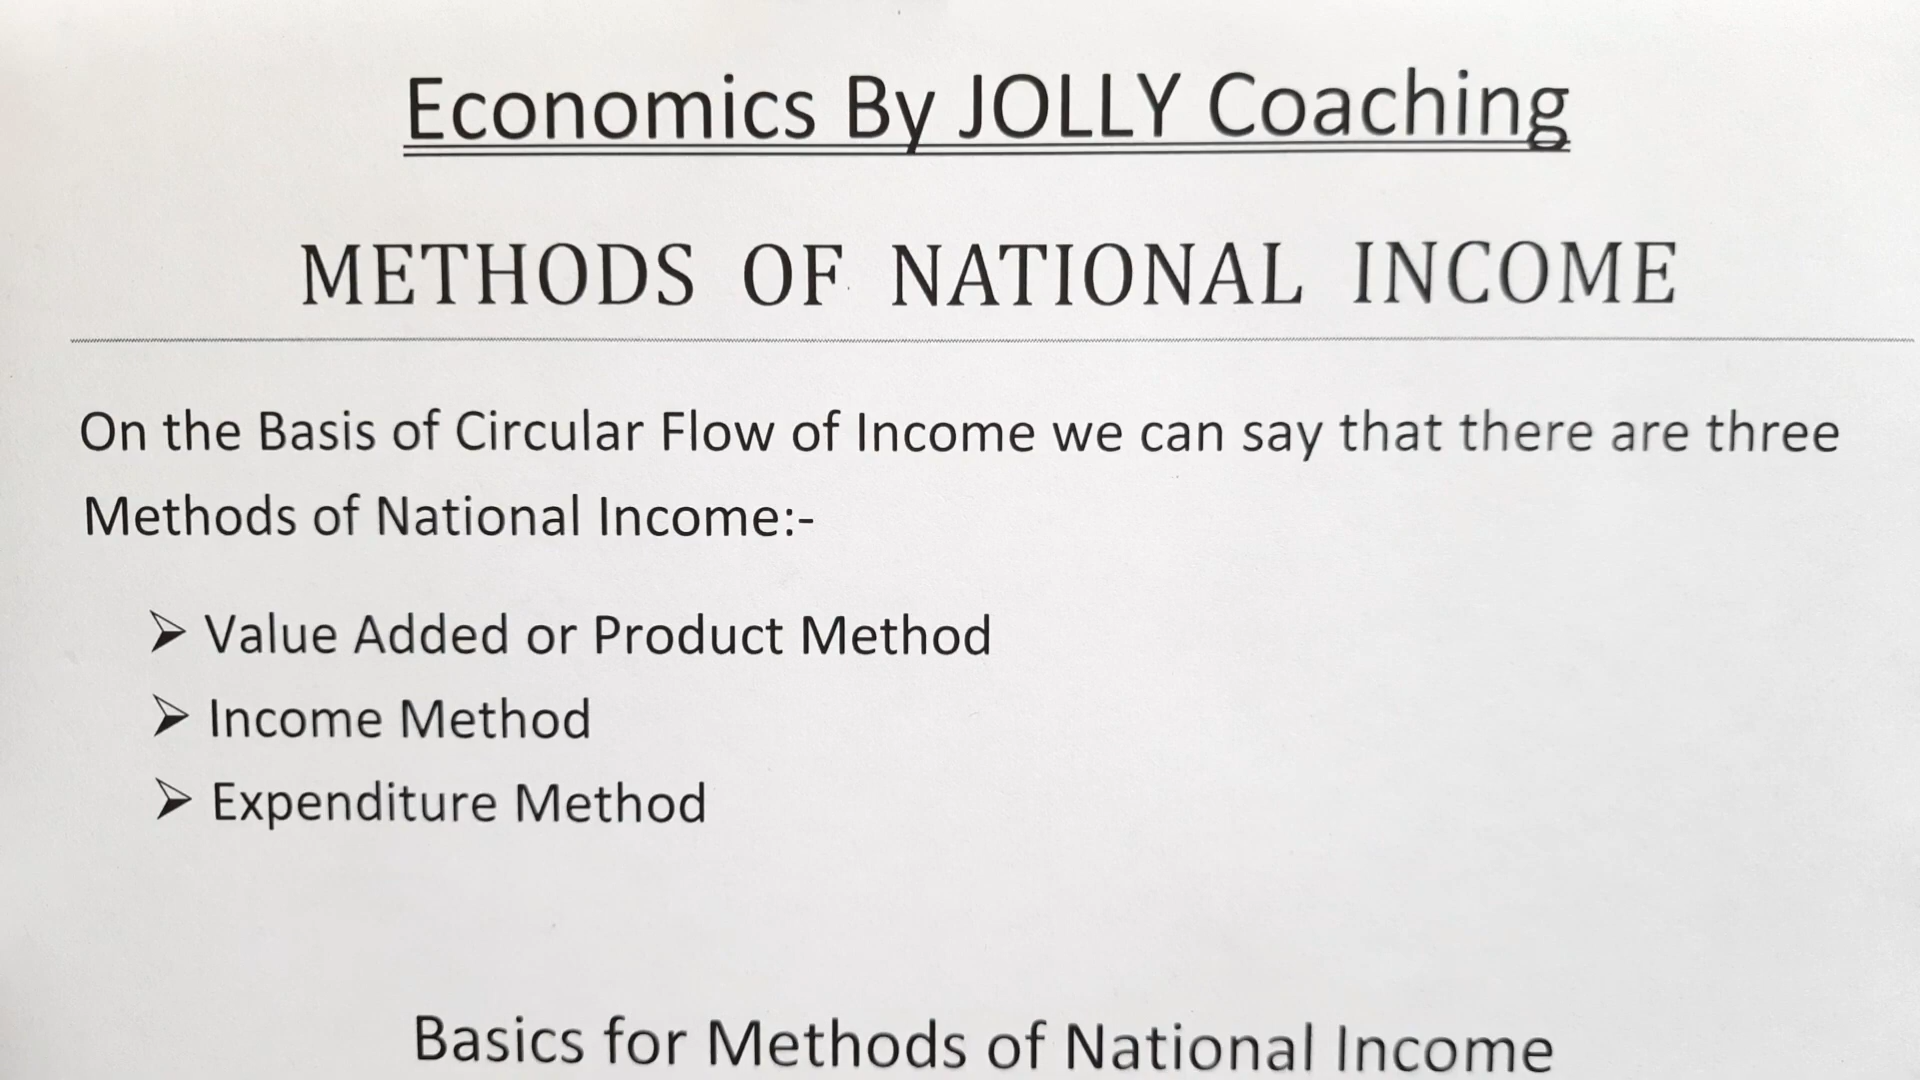 Economics By JOLLY Coaching
METHODS OF NATIONAL INCOME
On the Basis of Circular Flow of Income we can say that there are three
Methods of National Income:-
➢ Value Added or Product Method
➢ Income Method
➢ Expenditure Method
Basics for Methods of National Income